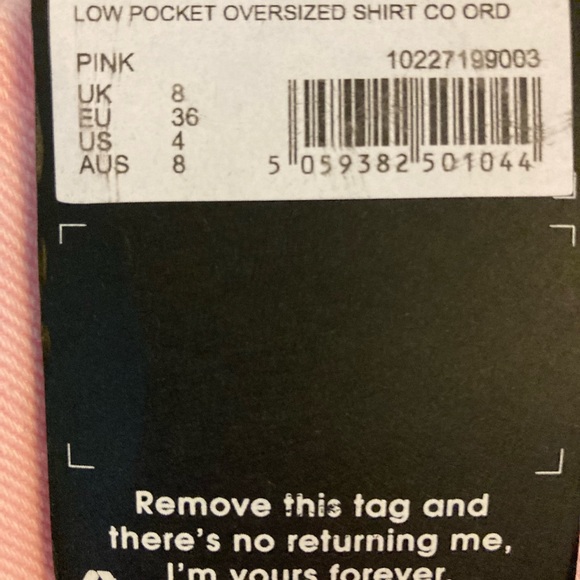 LOW POCKET OVERSIZED SHIRT CO ORD
PINK 10227199003
UK 8
EU 36
US 4
AUS 8
5 059382 501044
Remove this tag and
there's no returning me,
I'm yours forever.